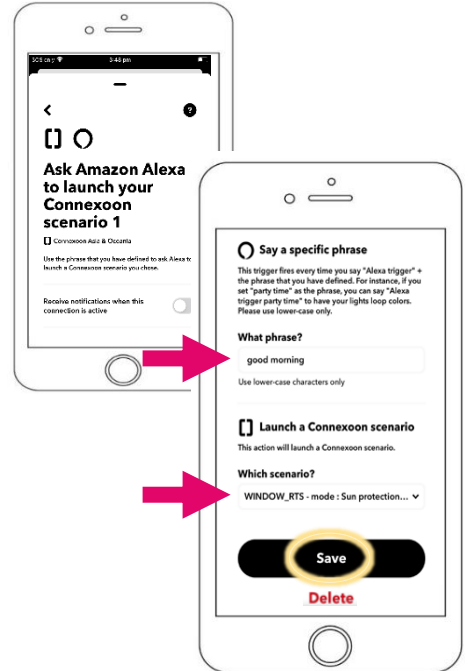 3:43 pm
?
Ask Amazon Alexa
to launch your
Connexoon
scenario 1
Connexoon Asia & Oceania
Use the phrase that you have defined to ask Alexa to
launch a Connexoon scenario you chose.
Receive notifications when this
connection is active
Say a specific phrase
This trigger fires every time you say "Alexa trigger" +
the phrase that you have defined. For instance, if you
set "party time" as the phrase, you can say "Alexa
trigger party time" to have your lights loop colors.
Please use lower-case only.
What phrase?
good morning
Use lower-case characters only
Launch a Connexoon scenario
This action will launch a Connexoon scenario.
Which scenario?
WINDOW_RTS - mode : Sun protection...
Save
Delete